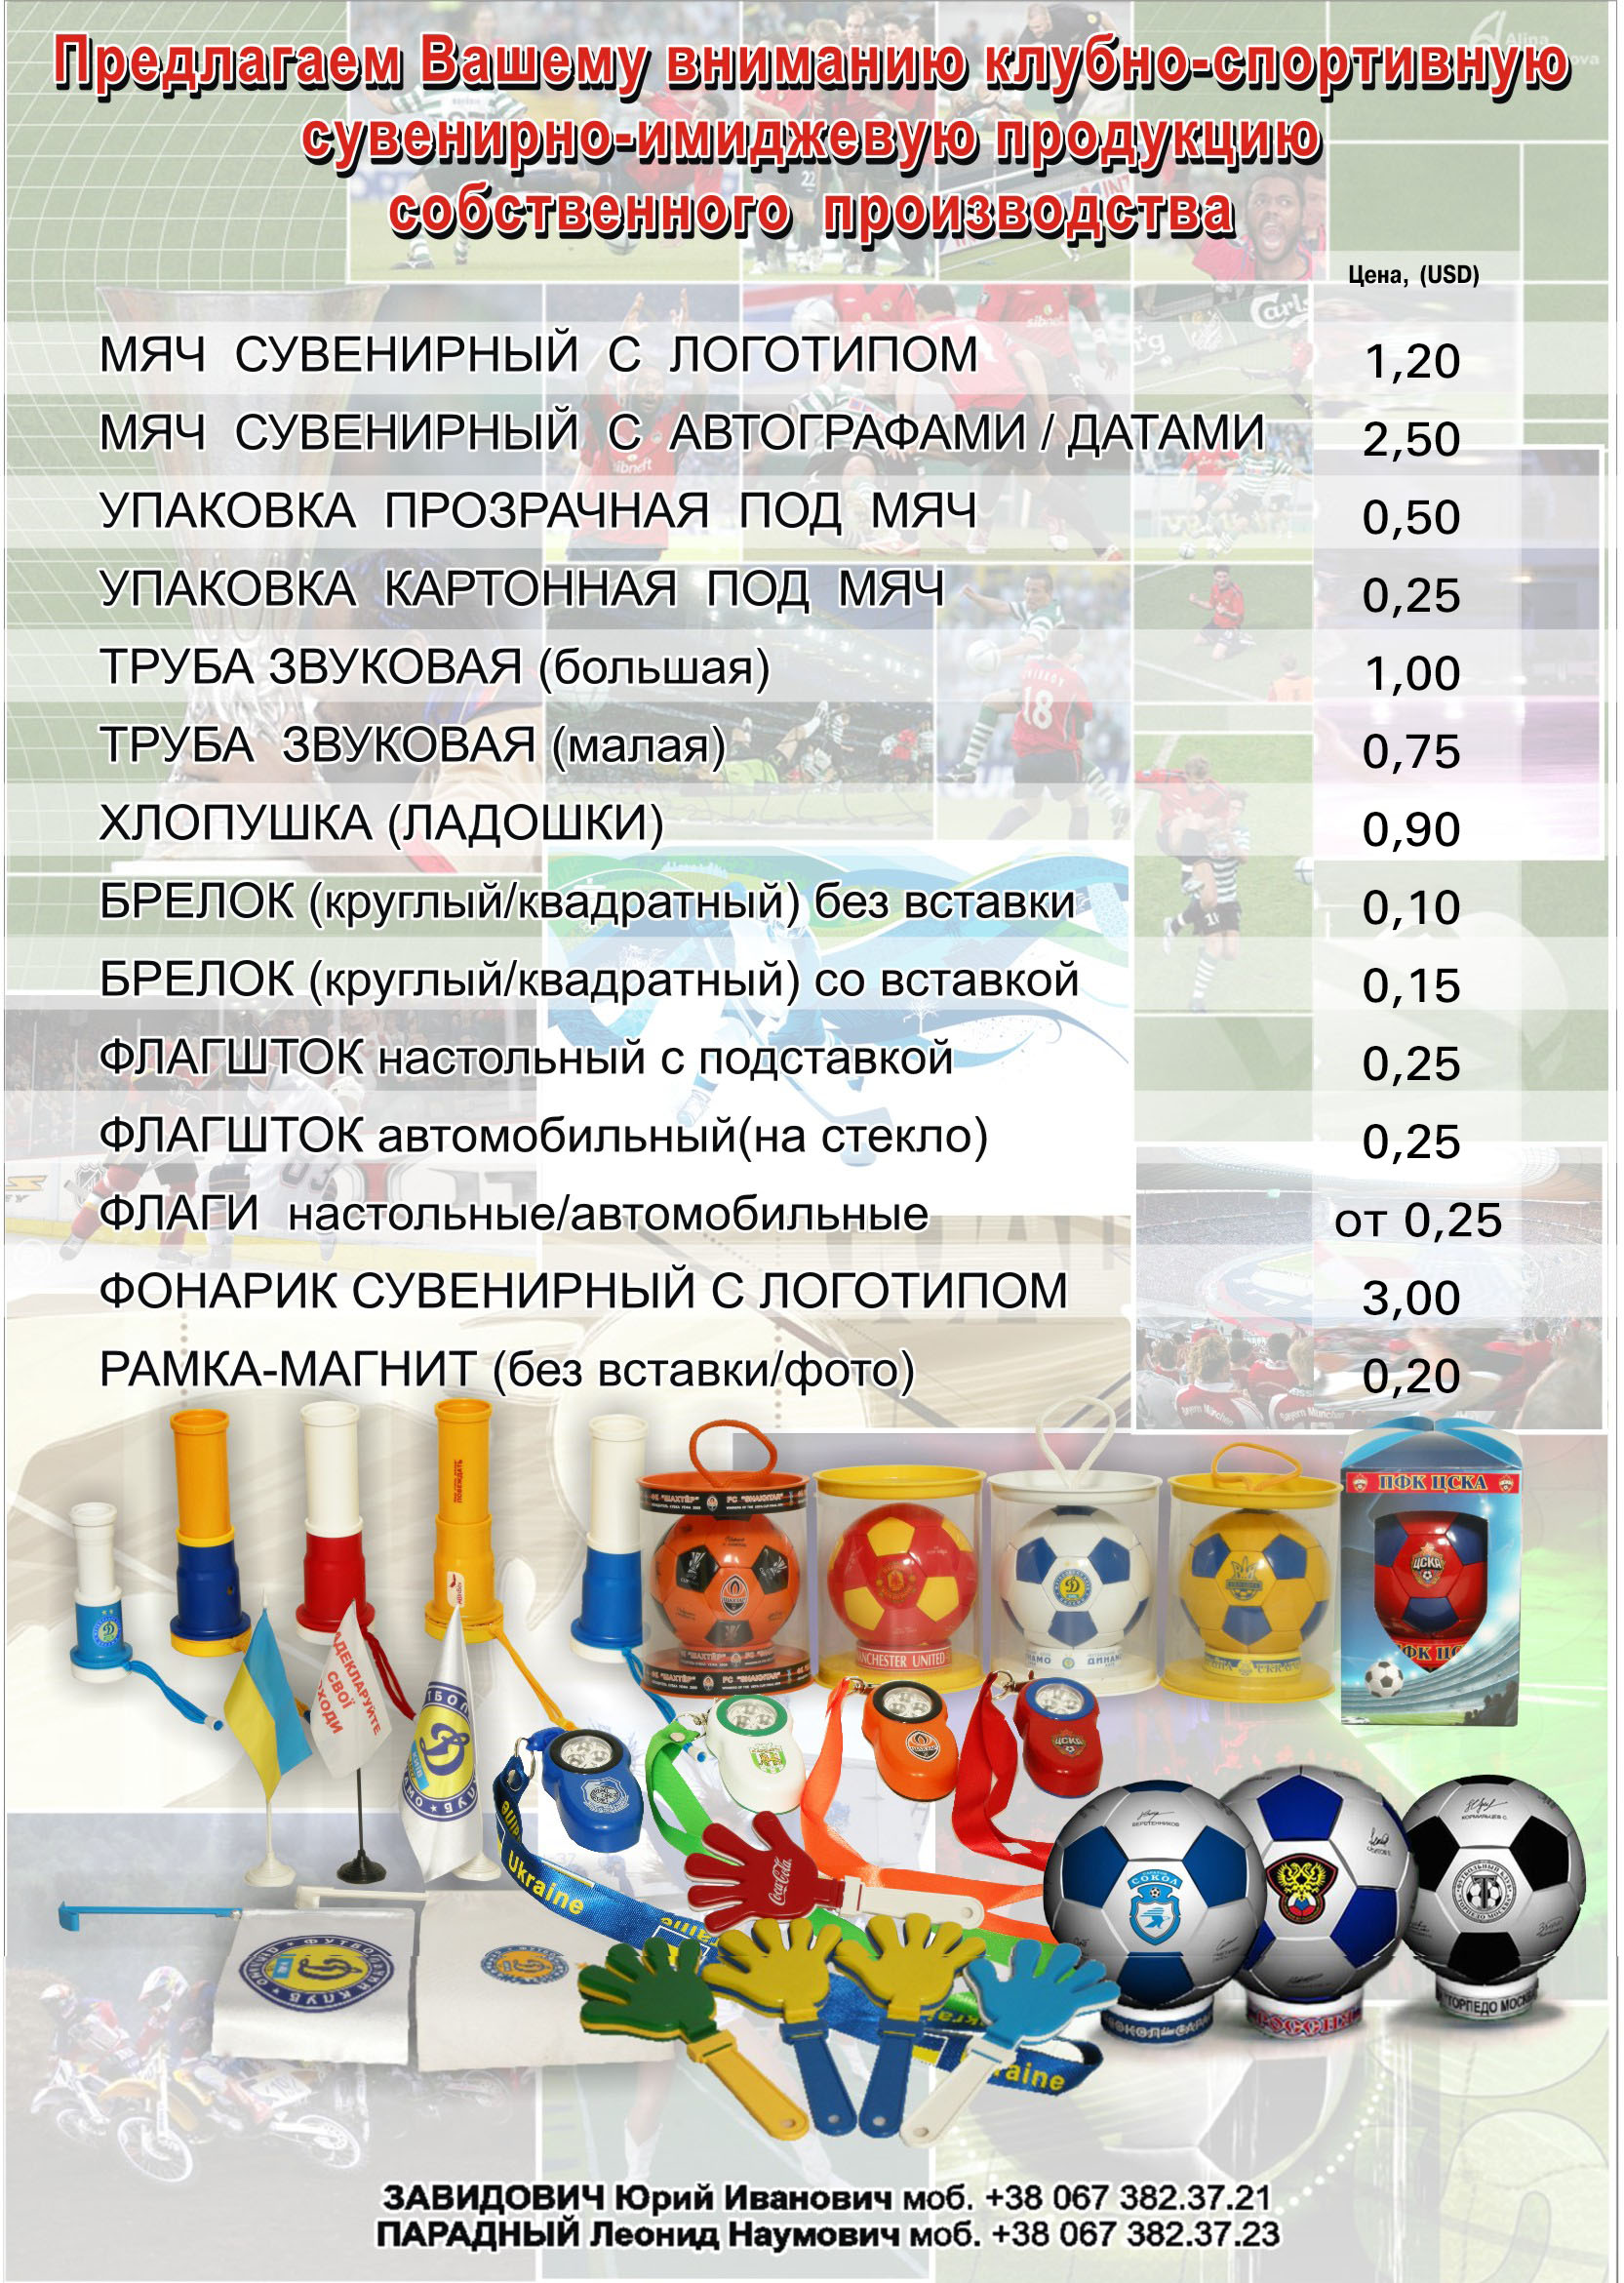 Предлагаем Вашему вниманию клубно-спортивную
сувенирно-имиджевую продукцию
собственного производства
Цена, (USD)
МЯЧ СУВЕНИРНЫЙ С ЛОГОТИПОМ 1,20
МЯЧ СУВЕНИРНЫЙ С АВТОГРАФАМИ / ДАТАМИ 2,50
УПАКОВКА ПРОЗРАЧНАЯ ПОД МЯЧ 0,50
УПАКОВКА КАРТОННАЯ ПОД МЯЧ 0,25
ТРУБА ЗВУКОВАЯ (большая) 1,00
ТРУБА ЗВУКОВАЯ (малая) 0,75
ХЛОПУШКА (ЛАДОШКИ) 0,90
БРЕЛОК (круглый/квадратный) без вставки 0,10
БРЕЛОК (круглый/квадратный) со вставкой 0,15
ФЛАГШТОК настольный с подставкой 0,25
ФЛАГШТОК автомобильный(на стекло) 0,25
ФЛАГИ настольные/автомобильные от 0,25
ФОНАРИК СУВЕНИРНЫЙ С ЛОГОТИПОМ 3,00
РАМКА-МАГНИТ (без вставки/фото) 0,20
ПФК ЦСКА
ЦСКА
ПОБЕЖДАТЬ
CHESTER UNITED
СВОЇ
Ukraine
Coca-Cola
СОКОЛ
ЦСКА
ФУТБОЛЬНИЙ КЛУБ
"ТОРПЕДО МОСКВА
raine
ЗАВИДОВИЧ Юрий Иванович моб. +38 067 382.37.21
ПАРАДНЫЙ Леонид Наумович моб. +38 067 382.37.23